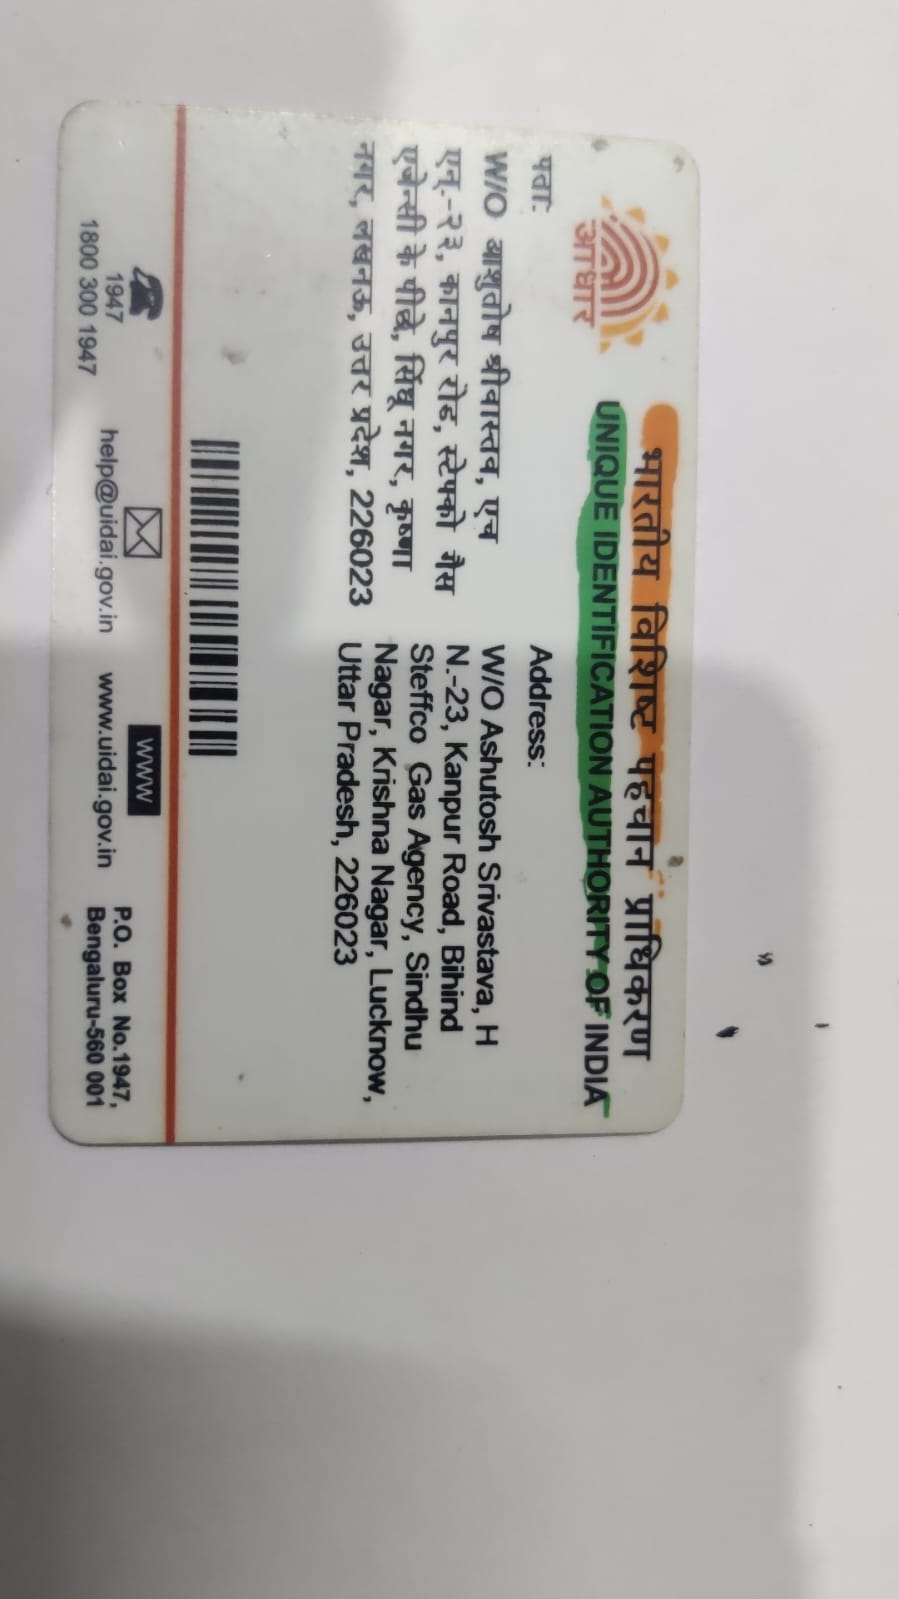 भारतीय विशिष्ट पहचान प्राधिकरण
UNIQUE IDENTIFICATION AUTHORITY OF INDIA
आधार
पता:
W/O आशुतोष श्रीवास्तव, एच
एन्.-२३, कानपुर रोड, स्टेफ्को गैस
एजेन्सी के पीछे, सिंधू नगर, कृष्णा
नगर, लखनऊ, उत्तर प्रदेश, 226023
Address:
W/O Ashutosh Srivastava, H
N.-23, Kanpur Road, Bihind
Steffco Gas Agency, Sindhu
Nagar, Krishna Nagar, Lucknow,
Uttar Pradesh, 226023
1947
1800 300 1947
help@uidai.gov.in
WWW
www.uidai.gov.in
P.O. Box No.1947,
Bengaluru-560 001